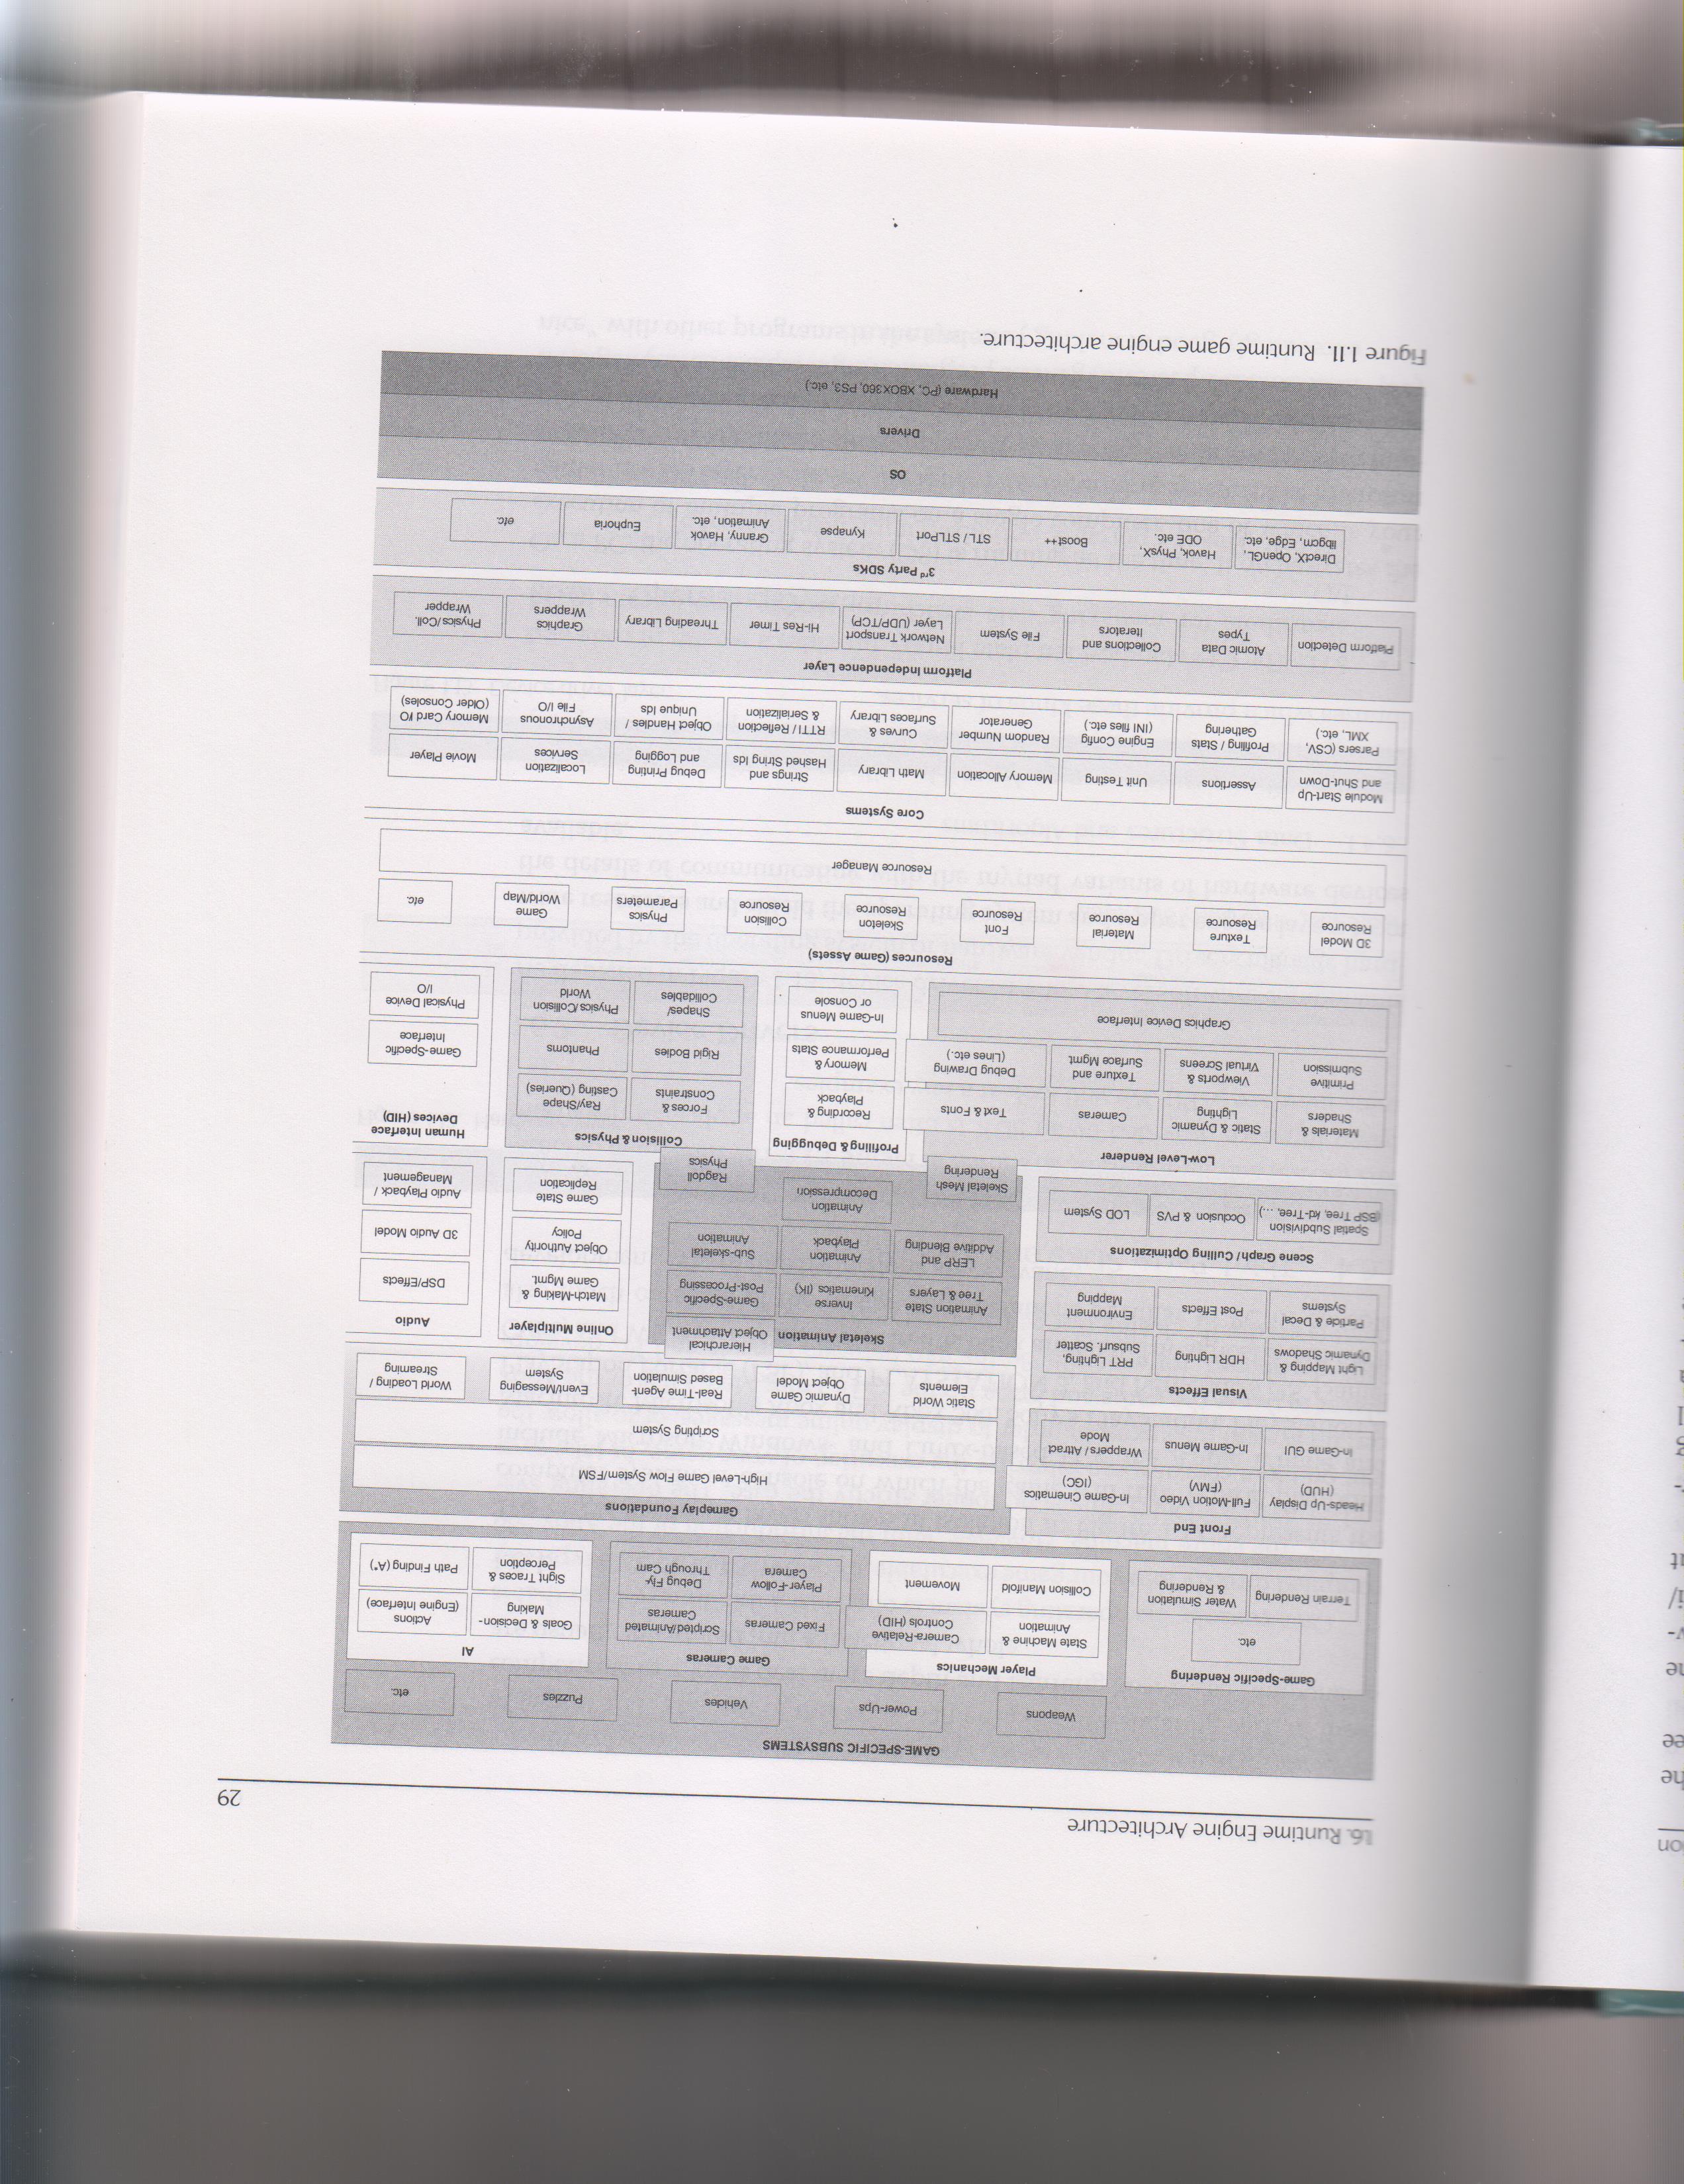 1.6. Runtime Engine Architecture
29
GAME-SPECIFIC SUBSYSTEMS
Weapons
Power-Ups
Vehicles
Puzzles
etc.
Game-Specific Rendering
etc.
Terrain Rendering
Water Simulation
& Rendering
Player Mechanics
State Machine &
Animation
Camera-Relative
Controls (HID)
Collision Manifold
Movement
Game Cameras
Fixed Cameras
Scripted/Animated
Cameras
Player-Follow
Camera
Debug Fly-
Through Cam
AI
Goals & Decision-
Making
Actions
(Engine Interface)
Sight Traces &
Perception
Path Finding (A*)
Front End
Heads-Up Display
(HUD)
Full-Motion Video
(FMV)
In-Game Cinematics
(IGC)
In-Game GUI
In-Game Menus
Wrappers / Attract
Mode
Gameplay Foundations
High-Level Game Flow System/FSM
Scripting System
Static World
Elements
Dynamic Game
Object Model
Real-Time Agent-
Based Simulation
Event/Messaging
System
World Loading /
Streaming
Visual Effects
Light Mapping &
Dynamic Shadows
HDR Lighting
PRT Lighting,
Subsurf. Scatter
Particle & Decal
Systems
Post Effects
Environment
Mapping
Scene Graph / Culling Optimizations
Spatial Subdivision
(BSP Tree, kd-Tree, …)
Occlusion & PVS
LOD System
Skeletal Animation
Hierarchical
Object Attachment
Animation State
Tree & Layers
Inverse
Kinematics (IK)
Game-Specific
Post-Processing
LERP and
Additive Blending
Animation
Playback
Sub-skeletal
Animation
Animation
Decompression
Skeletal Mesh
Rendering
Ragdoll
Physics
Online Multiplayer
Match-Making &
Game Mgmt.
Object Authority
Policy
Game State
Replication
Audio
DSP/Effects
3D Audio Model
Audio Playback /
Management
Low-Level Renderer
Materials &
Shaders
Static & Dynamic
Lighting
Cameras
Text & Fonts
Primitive
Submission
Viewports &
Virtual Screens
Texture and
Surface Mgmt
Debug Drawing
(Lines etc.)
Graphics Device Interface
Profiling & Debugging
Recording &
Playback
Memory &
Performance Stats
In-Game Menus
or Console
Collision & Physics
Forces &
Constraints
Ray/Shape
Casting (Queries)
Rigid Bodies
Phantoms
Shapes/
Collidables
Physics/Collision
World
Human Interface
Devices (HID)
Game-Specific
Interface
Physical Device
I/O
Resources (Game Assets)
3D Model
Resource
Texture
Resource
Material
Resource
Font
Resource
Skeleton
Resource
Collision
Resource
Physics
Parameters
Game
World/Map
etc.
Resource Manager
Core Systems
Module Start-Up
and Shut-Down
Assertions
Unit Testing
Memory Allocation
Math Library
Strings and
Hashed String Ids
Debug Printing
and Logging
Localization
Services
Movie Player
Parsers (CSV,
XML, etc.)
Profiling / Stats
Gathering
Engine Config
(INI files etc.)
Random Number
Generator
Curves &
Surfaces Library
RTTI / Reflection
& Serialization
Object Handles /
Unique Ids
Asynchronous
File I/O
Memory Card I/O
(Older Consoles)
Platform Independence Layer
Platform Detection
Atomic Data
Types
Collections and
Iterators
File System
Network Transport
Layer (UDP/TCP)
Hi-Res Timer
Threading Library
Graphics
Wrappers
Physics/Coll.
Wrapper
3rd Party SDKs
DirectX, OpenGL,
libgcm, Edge, etc.
Havok, PhysX,
ODE etc.
Boost++
STL / STLPort
Kynapse
Granny, Havok
Animation, etc.
Euphoria
etc.
OS
Drivers
Hardware (PC, XBOX360, PS3, etc.)
Figure 1.11. Runtime game engine architecture.